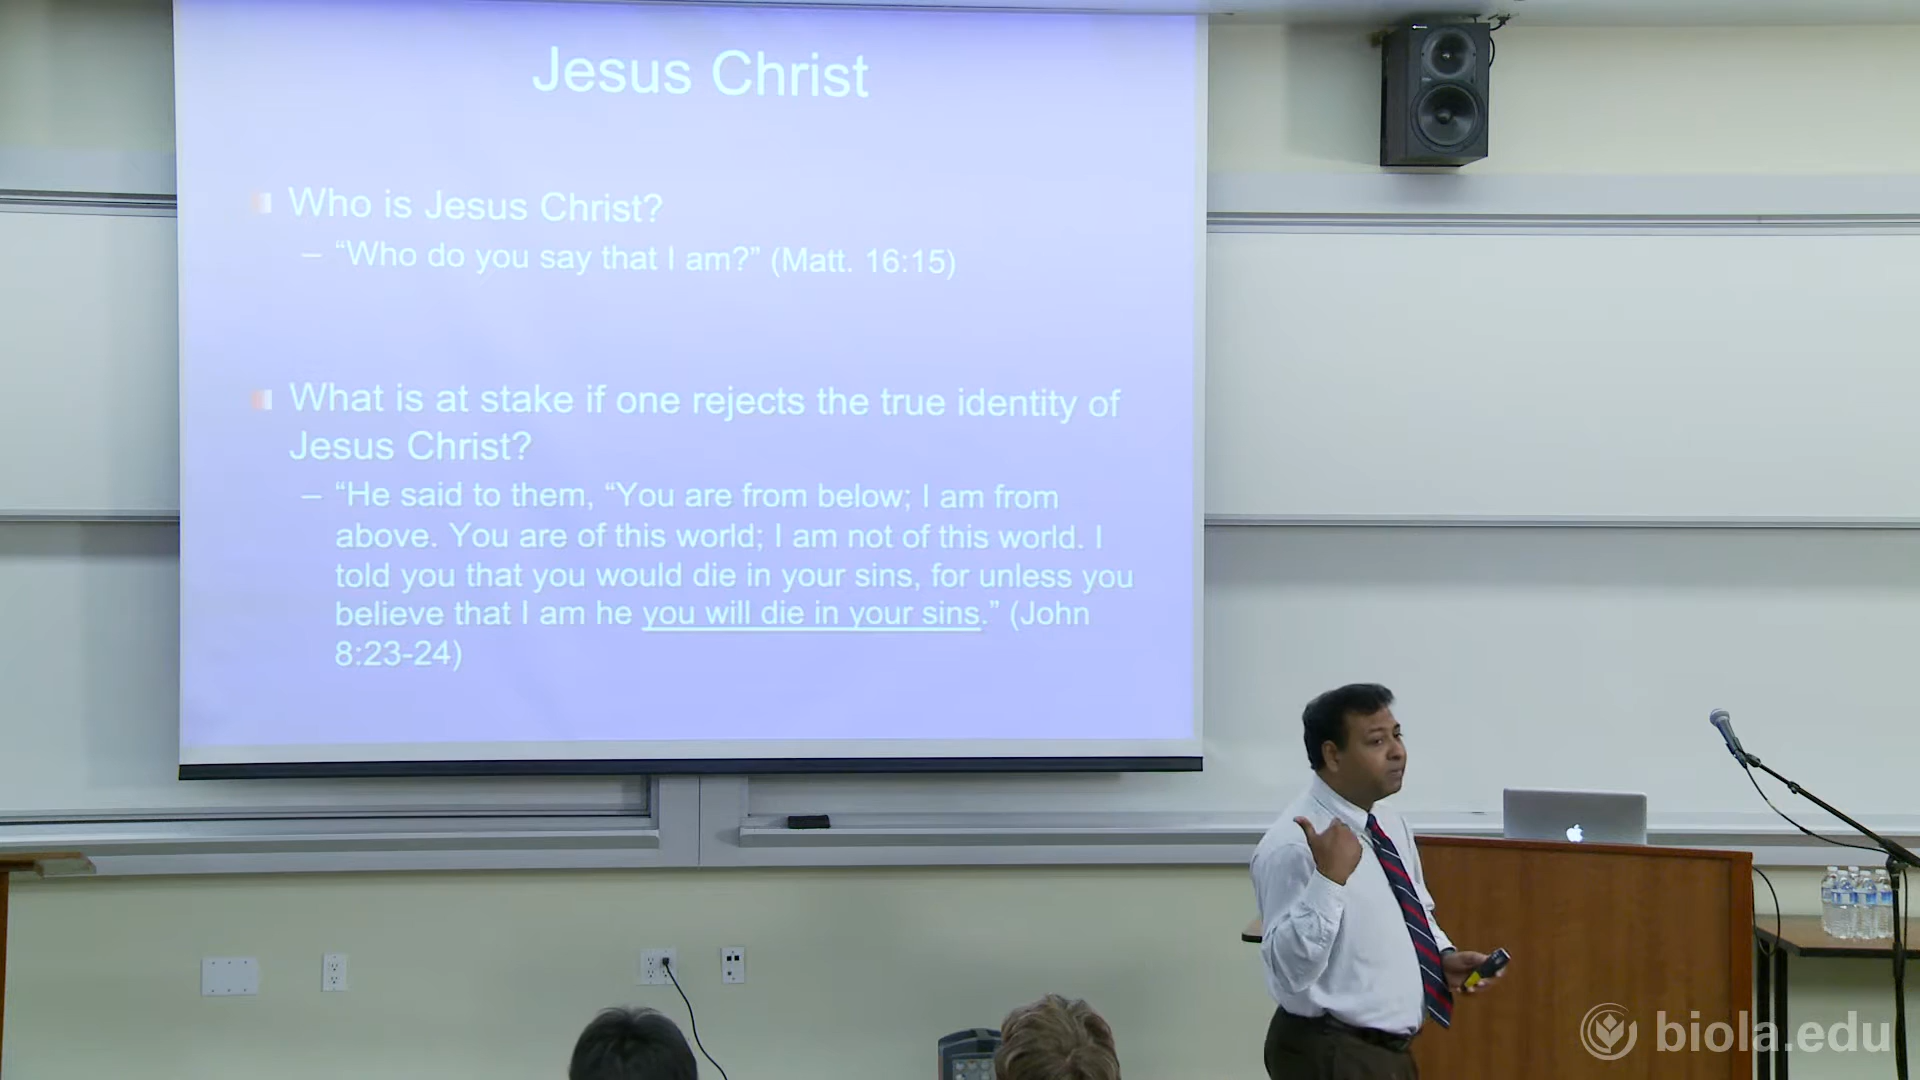 Jesus Christ
Who is Jesus Christ?
– “Who do you say that I am?” (Matt. 16:15)
What is at stake if one rejects the true identity of
Jesus Christ?
– “He said to them, “You are from below; I am from
above. You are of this world; I am not of this world. I
told you that you would die in your sins, for unless you
believe that I am he you will die in your sins.” (John
8:23-24)
biola.edu